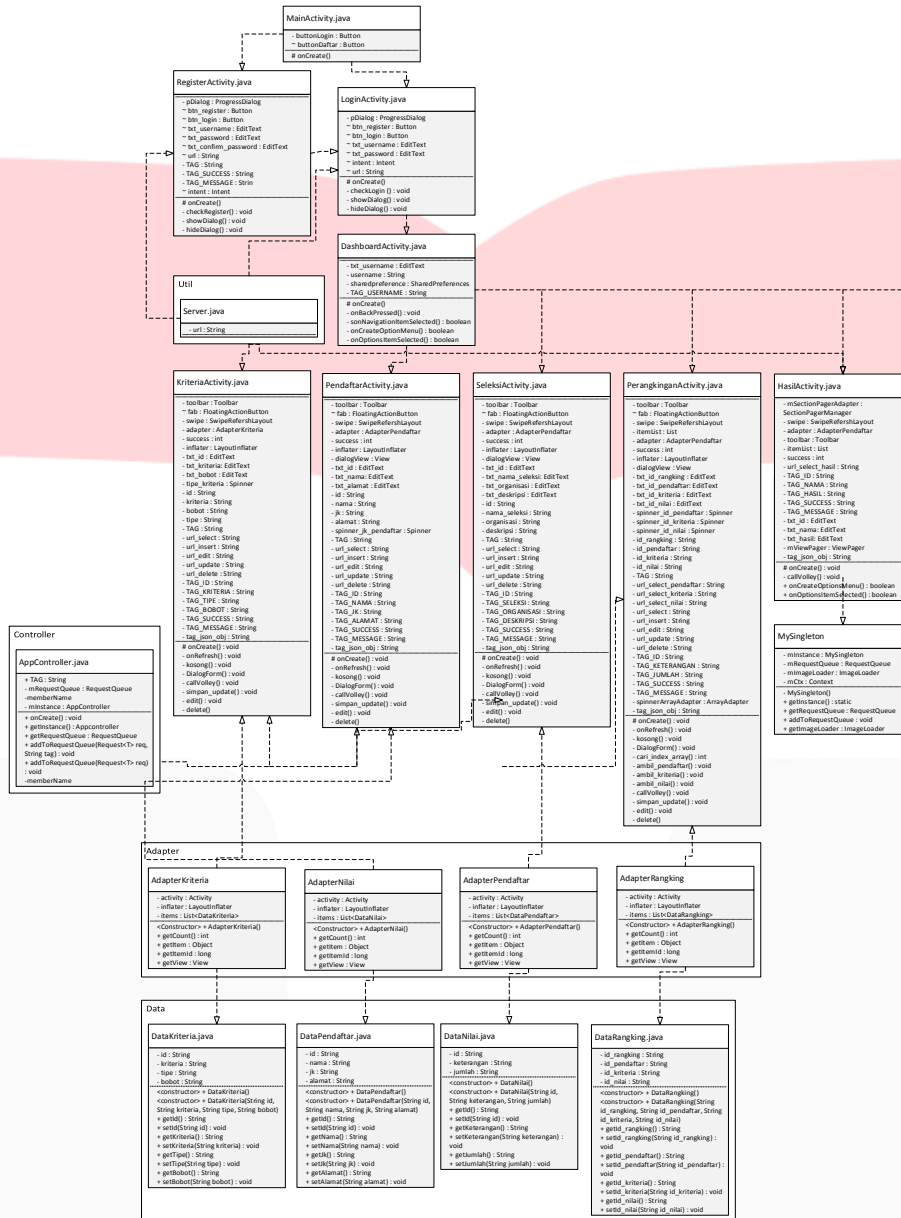 MainActivity.java
- buttonLogin : Button
~ buttonDaftar : Button
# onCreate()
RegisterActivity.java
- pDialog : ProgressDialog
~ btn_register : Button
~ btn_login : Button
~ txt_username : EditText
~ txt_password : EditText
~ txt_confirm_password : EditText
~ url : String
- TAG : String
- TAG_SUCCESS : String
- TAG_MESSAGE : Strin
~ intent : Intent
# onCreate()
- checkRegister() : void
- showDialog() : void
- hideDialog() : void
LoginActivity.java
- pDialog : ProgressDialog
~ btn_register : Button
~ btn_login : Button
~ txt_username : EditText
~ txt_password : EditText
~ intent : Intent
~ url : String
# onCreate()
- checkLogin () : void
- showDialog() : void
- hideDialog() : void
DashboardActivity.java
- txt_username : EditText
- username : String
- sharedpreference : SharedPreferences
- TAG_USERNAME : String
# onCreate()
- onBackPressed() : void
- sonNavigationItemSelected() : boolean
- onCreateOptionMenu() : boolean
- onOptionsItemSelected() : boolean
Util
Server.java
- url : String
KriteriaActivity.java
- toolbar : Toolbar
~ fab : FloatingActionButton
- swipe : SwipeRefershLayout
- adapter : AdapterKriteria
- success : int
- inflater : LayoutInflater
- txt_id : EditText
- txt_kriteria: EditText
- txt_bobot : EditText
- tipe_kriteria : Spinner
- id : String
- kriteria : String
- bobot : String
- tipe : String
- TAG : String
- url_select : String
- url_insert : String
- url_edit : String
- url_update : String
- url_delete : String
- TAG_ID : String
- TAG_KRITERIA : String
- TAG_TIPE : String
- TAG_BOBOT : String
- TAG_SUCCESS : String
- TAG_MESSAGE : String
- tag_json_obj : String
# onCreate() : void
- onRefresh() : void
- kosong() : void
- DialogForm() : void
- callVolley() : void
- simpan_update() : void
- edit() : void
- delete()
PendaftarActivity.java
- toolbar : Toolbar
~ fab : FloatingActionButton
- swipe : SwipeRefershLayout
- adapter : AdapterPendaftar
- success : int
- inflater : LayoutInflater
- dialogView : View
- txt_id : EditText
- txt_nama: EditText
- txt_alamat : EditText
- id : String
- nama : String
- jk : String
- alamat : String
- spinner_jk_pendaftar : Spinner
- TAG : String
- url_select : String
- url_insert : String
- url_edit : String
- url_update : String
- url_delete : String
- TAG_ID : String
- TAG_NAMA : String
- TAG_JK : String
- TAG_ALAMAT : String
- TAG_SUCCESS : String
- TAG_MESSAGE : String
- tag_json_obj : String
# onCreate() : void
- onRefresh() : void
- kosong() : void
- DialogForm() : void
- callVolley() : void
- simpan_update() : void
- edit() : void
- delete()
SeleksiActivity.java
- toolbar : Toolbar
~ fab : FloatingActionButton
- swipe : SwipeRefershLayout
- adapter : AdapterPendaftar
- success : int
- inflater : LayoutInflater
- dialogView : View
- txt_id : EditText
- txt_nama_seleksi: EditText
- txt_organisasi : EditText
- txt_deskripsi : EditText
- id : String
- nama_seleksi : String
- organisasi : String
- deskripsi : String
- TAG : String
- url_select : String
- url_insert : String
- url_edit : String
- url_update : String
- url_delete : String
- TAG_ID : String
- TAG_SELEKSI : String
- TAG_ORGANISASI : String
- TAG_DESKRIPSI : String
- TAG_SUCCESS : String
- TAG_MESSAGE : String
- tag_json_obj : String
# onCreate() : void
- onRefresh() : void
- kosong() : void
- DialogForm() : void
- callVolley() : void
- simpan_update() : void
- edit() : void
- delete()
PerangkinganActivity.java
- toolbar : Toolbar
~ fab : FloatingActionButton
- swipe : SwipeRefershLayout
- itemList : List
- adapter : AdapterPendaftar
- success : int
- inflater : LayoutInflater
- dialogView : View
- txt_id_rangking : EditText
- txt_id_pendaftar: EditText
- txt_id_kriteria : EditText
- txt_id_nilai : EditText
- spinner_id_pendaftar : Spinner
- spinner_id_kriteria : Spinner
- spinner_id_nilai : Spinner
- id_rangking : String
- id_pendaftar : String
- id_kriteria : String
- id_nilai : String
- TAG : String
- url_select_pendaftar : String
- url_select_kriteria : String
- url_select_nilai : String
- url_select : String
- url_insert : String
- url_edit : String
- url_update : String
- url_delete : String
- TAG_ID : String
- TAG_KETERANGAN : String
- TAG_JUMLAH : String
- TAG_SUCCESS : String
- TAG_MESSAGE : String
- spinnerArrayAdapter : ArrayAdapter
- tag_json_obj : String
# onCreate() : void
- onRefresh() : void
- kosong() : void
- DialogForm() : void
- cari_index_array() : int
- ambil_pendaftar() : void
- ambil_kriteria() : void
- ambil_nilai() : void
- callVolley() : void
- simpan_update() : void
- edit() : void
- delete()
HasilActivity.java
- mSectionPagerAdapter :
SectionPagerManager
- swipe : SwipeRefershLayout
- adapter : AdapterPendaftar
- toolbar : Toolbar
- itemList : List
- success : int
- url_select_hasil : String
- TAG_ID : String
- TAG_NAMA : String
- TAG_HASIL : String
- TAG_SUCCESS : String
- TAG_MESSAGE : String
- txt_id : EditText
- txt_nama : EditText
- txt_hasil : EditText
- mViewPager : ViewPager
- tag_json_obj : String
# onCreate() : void
- callVolley() : void
+ onCreateOptionsMenu() : boolean
+ onOptionsItemSelected() : boolean
MySingleton
- mInstance : MySingleton
- mRequestQueue : RequestQueue
- mImageLoader : ImageLoader
- mCtx : Context
- MySingleton()
+ getInstance() : static
+ getRequestQueue : RequestQueue
+ addToRequestQueue : void
+ getImageLoader : ImageLoader
Controller
AppController.java
+ TAG : String
- mRequestQueue : RequestQueue
-memberName
- mInstance : AppController
+ onCreate() : void
+ getInstance() : Appcontroller
+ getRequestQueue : RequestQueue
+ addToRequestQueue(Request<T> req,
String tag) : void
+ addToRequestQueue(Request<T> req)
: void
-memberName
Adapter
AdapterKriteria
- activity : Activity
- inflater : LayoutInflater
- items : List<DataKriteria>
<Constructor> + AdapterKriteria()
+ getCount() : int
+ getItem : Object
+ getItemId : long
+ getView : View
AdapterNilai
- activity : Activity
- inflater : LayoutInflater
- items : List<DataNilai>
<Constructor> + AdapterNilai()
+ getCount() : int
+ getItem : Object
+ getItemId : long
+ getView : View
AdapterPendaftar
- activity : Activity
- inflater : LayoutInflater
- items : List<DataPendaftar>
<Constructor> + AdapterPendaftar()
+ getCount() : int
+ getItem : Object
+ getItemId : long
+ getView : View
AdapterRangking
- activity : Activity
- inflater : LayoutInflater
- items : List<DataRangking>
<Constructor> + AdapterRangking()
+ getCount() : int
+ getItem : Object
+ getItemId : long
+ getView : View
Data
DataKriteria.java
- id : String
- kriteria : String
- tipe : String
- bobot : String
<constructor> + DataKriteria()
<constructor> + DataKriteria(String id,
String kriteria, String tipe, String bobot)
+ getId() : String
+ setId(String id) : void
+ getKriteria() : String
+ setKriteria(String kriteria) : void
+ getTipe() : String
+ setTipe(String tipe) : void
+ getBobot() : String
+ setBobot(String bobot) : void
DataPendaftar.java
- id : String
- nama : String
- jk : String
- alamat : String
<constructor> + DataPendaftar()
<constructor> + DataPendaftar(String id,
String nama, String jk, String alamat)
+ getId() : String
+ setId(String id) : void
+ getNama() : String
+ setNama(String nama) : void
+ getJk() : String
+ setJk(String jk) : void
+ getAlamat() : String
+ setAlamat(String alamat) : void
DataNilai.java
- id : String
- keterangan : String
- jumlah : String
<constructor> + DataNilai()
<constructor> + DataNilai(String id,
String keterangan, String jumlah)
+ getId() : String
+ setId(String id) : void
+ getKeterangan() : String
+ setKeterangan(String keterangan) :
void
+ getJumlah() : String
+ setJumlah(String jumlah) : void
DataRangking.java
- id_rangking : String
- id_pendaftar : String
- id_kriteria : String
- id_nilai : String
<constructor> + DataRangking()
<constructor> + DataRangking(String
id_rangking, String id_pendaftar, String
id_kriteria, String id_nilai)
+ getId_rangking() : String
+ setId_rangking(String id_rangking) :
void
+ getId_pendaftar() : String
+ setId_pendaftar(String id_pendaftar) :
void
+ getId_kriteria() : String
+ setId_kriteria(String id_kriteria) : void
+ getId_nilai() : String
+ setId_nilai(String id_nilai) : void